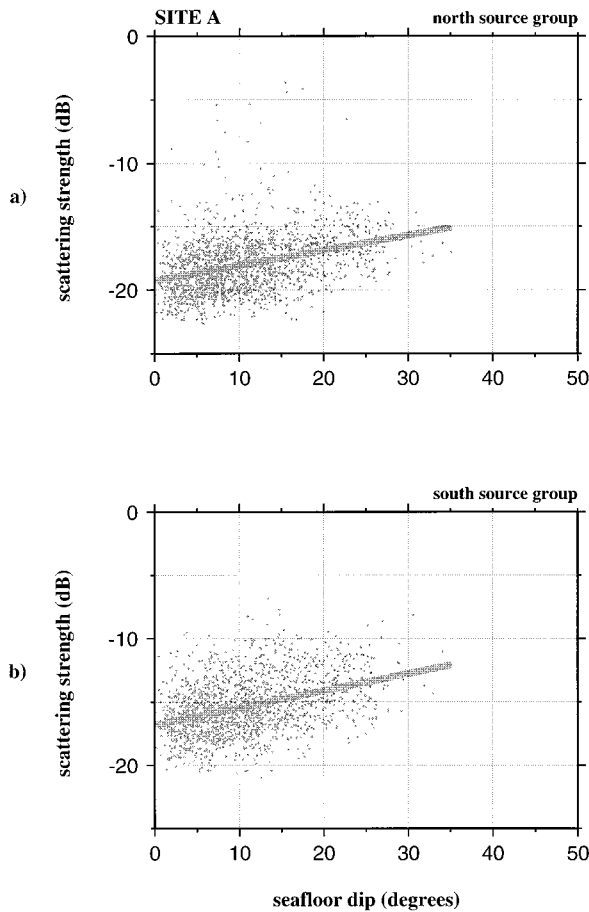 SITE A north source group
0
-10
-20
scattering strength (dB)
a)
0 10 20 30 40 50
south source group
0
-10
-20
scattering strength (dB)
b)
0 10 20 30 40 50
seafloor dip (degrees)